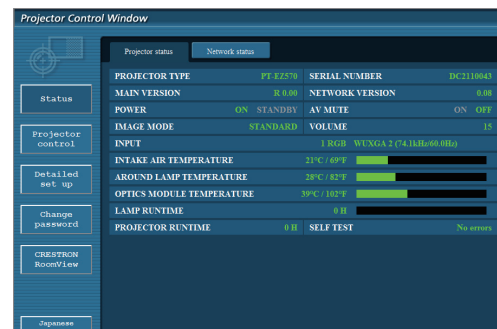 Projector Control Window
Projector status Network status
PROJECTOR TYPE PT-EZ570 SERIAL NUMBER DC2110043
MAIN VERSION R 0.00 NETWORK VERSION 0.08
POWER ON STANDBY AV MUTE ON OFF
IMAGE MODE STANDARD VOLUME 15
INPUT 1 RGB WUXGA 2 (74.1kHz/60.0Hz)
INTAKE AIR TEMPERATURE 21°C / 69°F
AROUND LAMP TEMPERATURE 28°C / 82°F
OPTICS MODULE TEMPERATURE 39°C / 102°F
LAMP RUNTIME 0 H
PROJECTOR RUNTIME 0 H SELF TEST No errors
Status
Projector
control
Detailed
set up
Change
password
CRESTRON
RoomView
Japanese